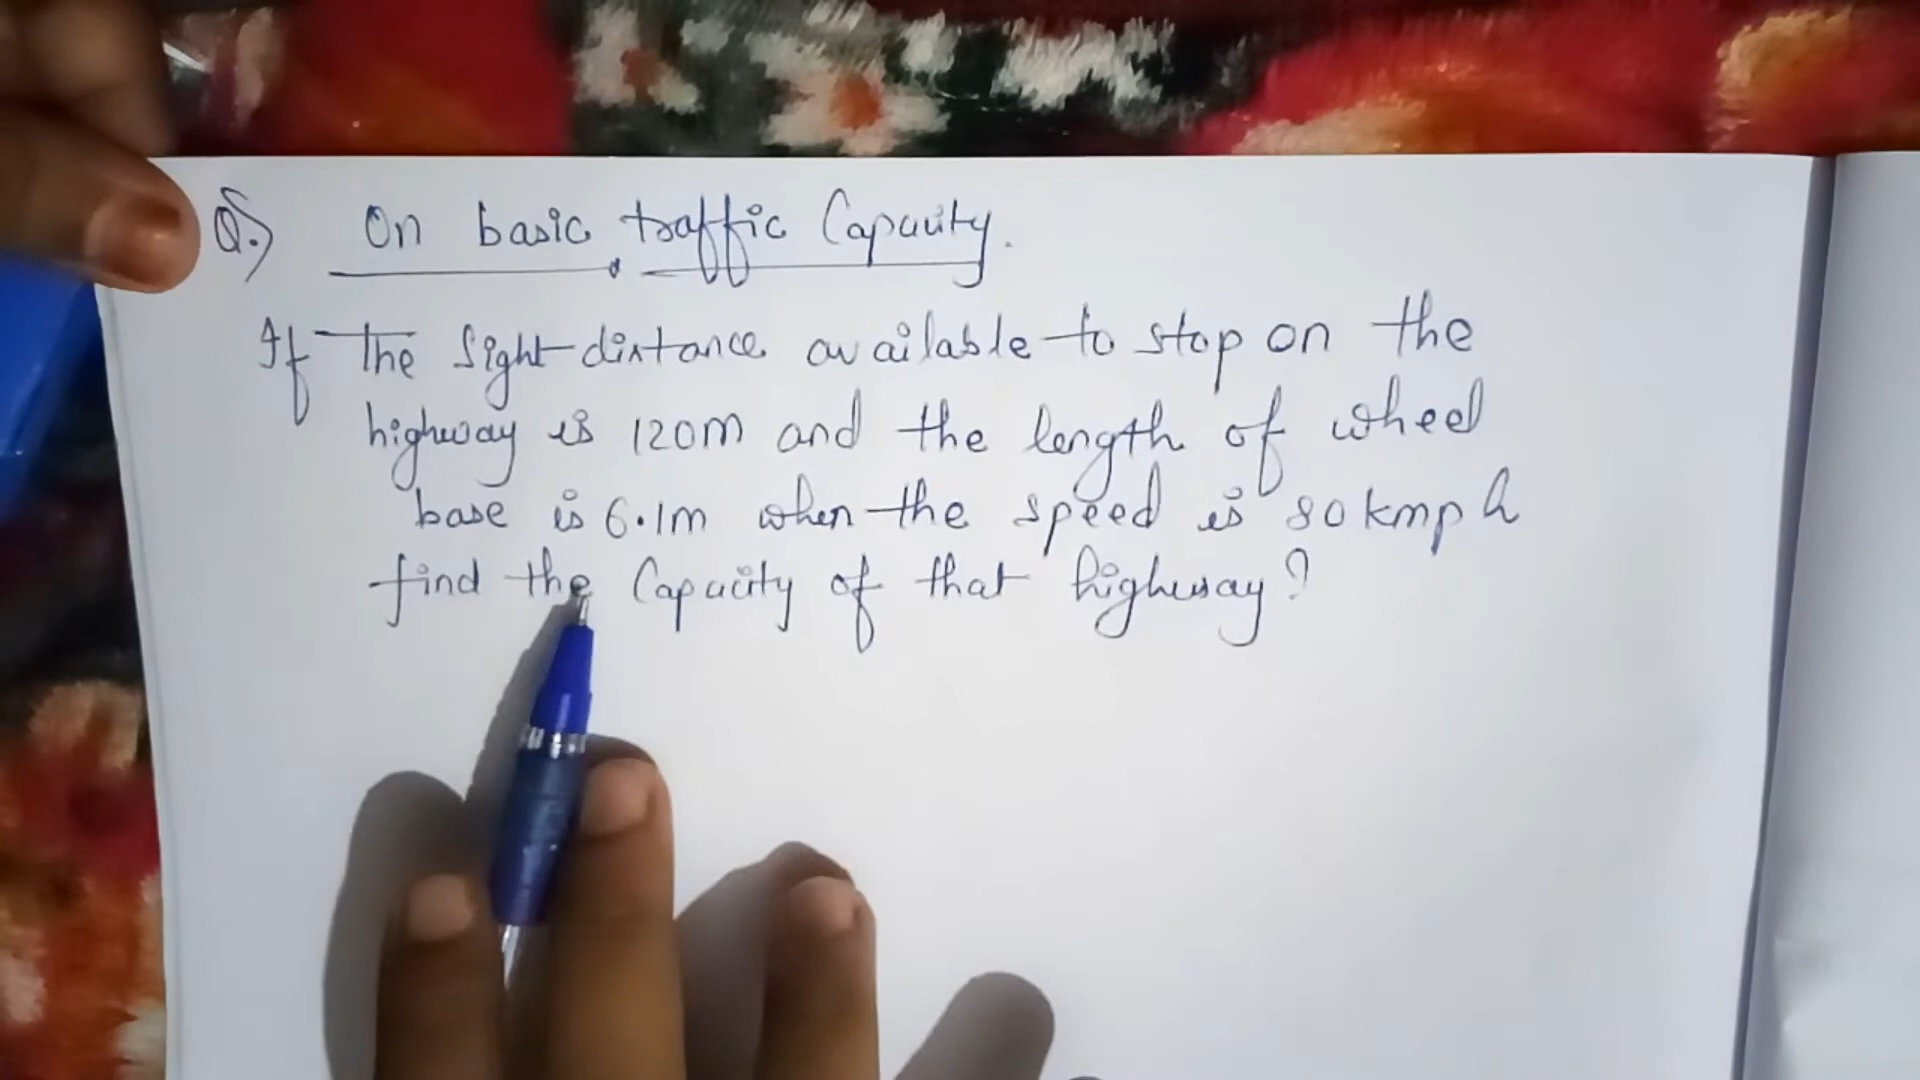 Q.) On basic traffic Capacity.
If the sight distance available to stop on the
highway is 120m and the length of wheel
base is 6.1m when the speed is 80kmph
find the Capacity of that highway?